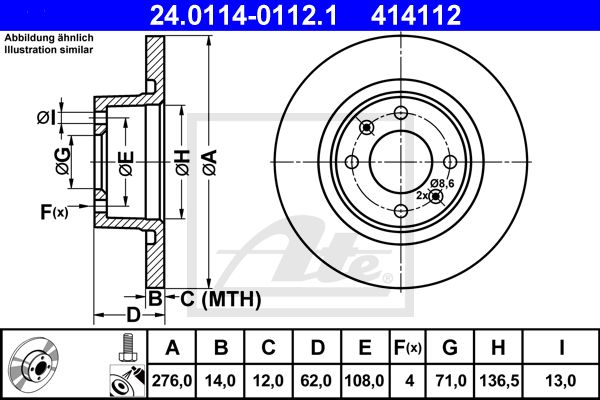 24.0114-0112.1 414112
Abbildung ähnlich
Illustration similar
ØI
ØG
ØE
ØH
ØA
F(x)
Ø8,6
2x
B
C (MTH)
D
Ate
®
A B C D E F(x) G H I
276,0 14,0 12,0 62,0 108,0 4 71,0 136,5 13,0